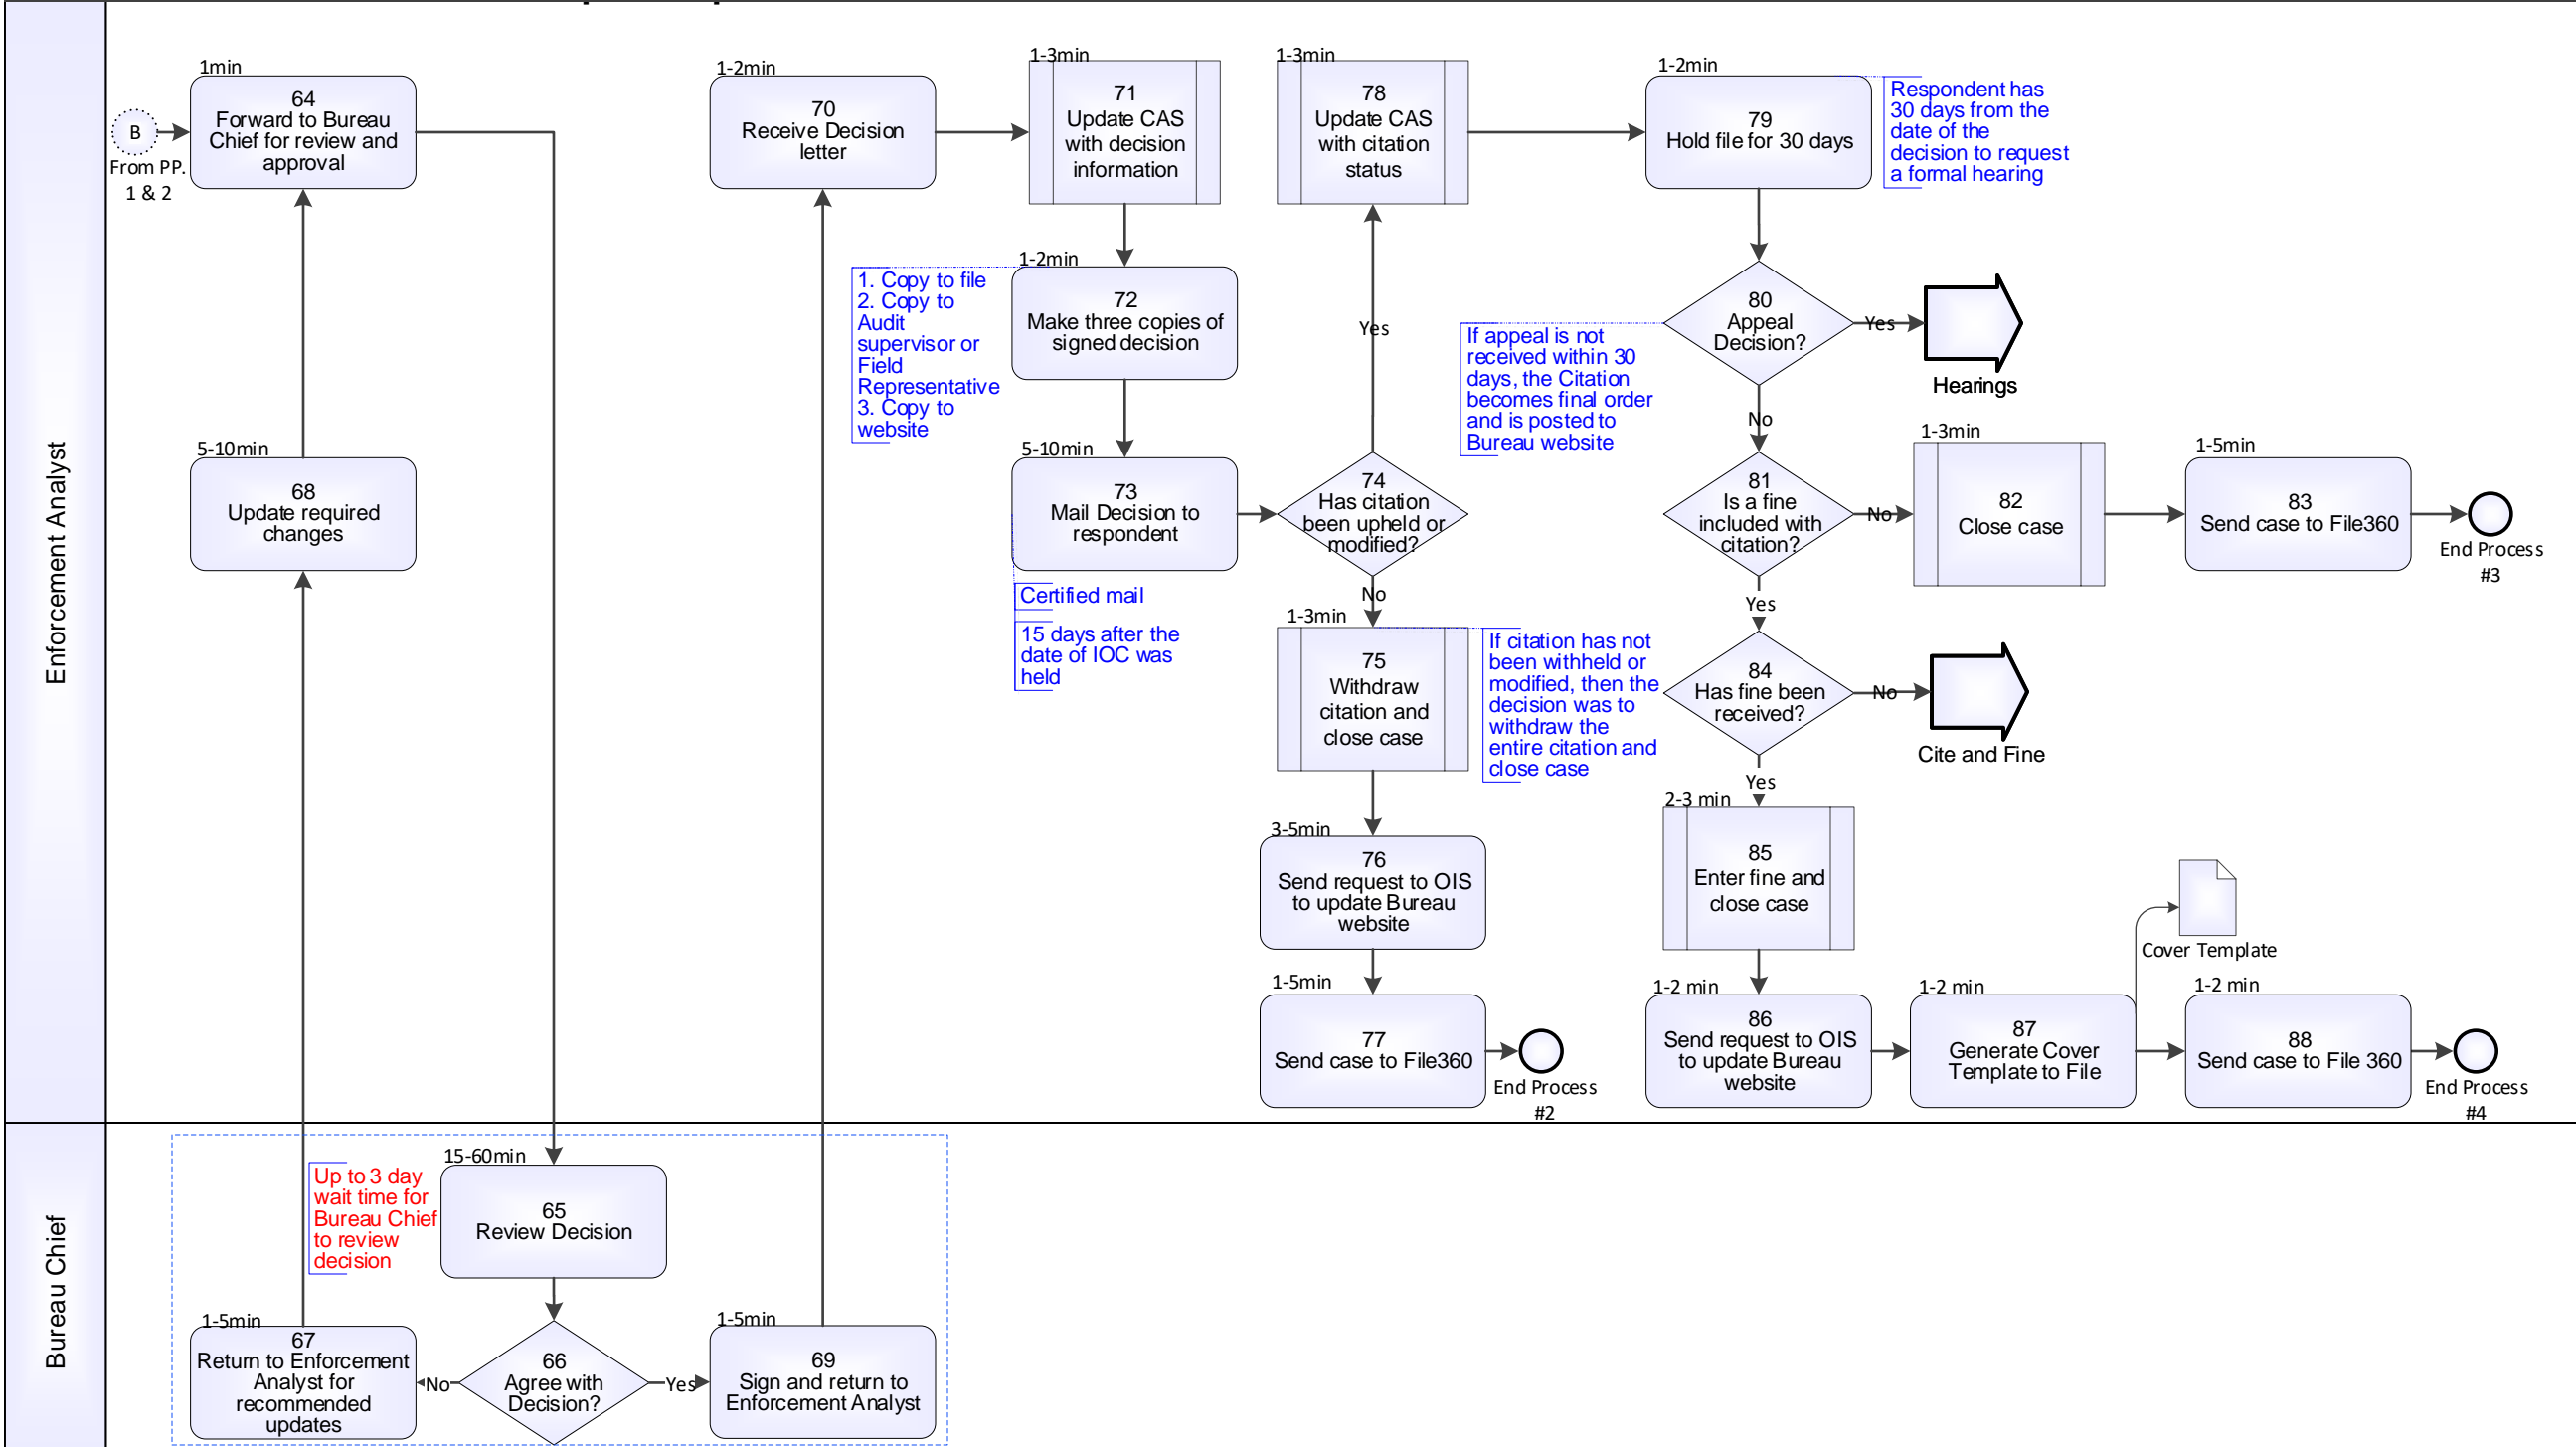 Enforcement Analyst
B
From PP.
1 & 2
1min
64
Forward to Bureau
Chief for review and
approval
5-10min
68
Update required
changes
1-2min
70
Receive Decision
letter
1-3min
71
Update CAS
with decision
information
1-2min
72
Make three copies of
signed decision
1. Copy to file
2. Copy to
Audit
supervisor or
Field
Representative
3. Copy to
website
5-10min
73
Mail Decision to
respondent
Certified mail
15 days after the
date of IOC was
held
1-3min
78
Update CAS
with citation
status
Yes
74
Has citation
been upheld or
modified?
No
1-3min
75
Withdraw
citation and
close case
If citation has not
been withheld or
modified, then the
decision was to
withdraw the
entire citation and
close case
3-5min
76
Send request to OIS
to update Bureau
website
1-5min
77
Send case to File360
End Process
#2
1-2min
79
Hold file for 30 days
Respondent has
30 days from the
date of the
decision to request
a formal hearing
80
Appeal
Decision?
Yes
Hearings
If appeal is not
received within 30
days, the Citation
becomes final order
and is posted to
Bureau website
No
81
Is a fine
included with
citation?
No
1-3min
82
Close case
1-5min
83
Send case to File360
End Process
#3
Yes
84
Has fine been
received?
No
Cite and Fine
Yes
2-3 min
85
Enter fine and
close case
1-2 min
86
Send request to OIS
to update Bureau
website
1-2 min
87
Generate Cover
Template to File
Cover Template
1-2 min
88
Send case to File 360
End Process
#4
Bureau Chief
Up to 3 day
wait time for
Bureau Chief
to review
decision
15-60min
65
Review Decision
66
Agree with
Decision?
No
1-5min
67
Return to Enforcement
Analyst for
recommended
updates
Yes
1-5min
69
Sign and return to
Enforcement Analyst